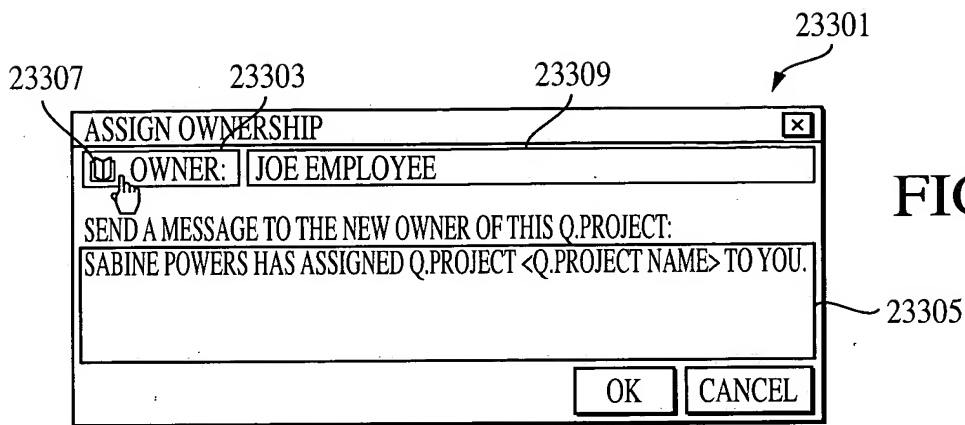 23301
23307 23303 23309
ASSIGN OWNERSHIP
OWNER: JOE EMPLOYEE
FIG
SEND A MESSAGE TO THE NEW OWNER OF THIS Q.PROJECT:
SABINE POWERS HAS ASSIGNED Q.PROJECT <Q.PROJECT NAME> TO YOU.
23305
OK CANCEL